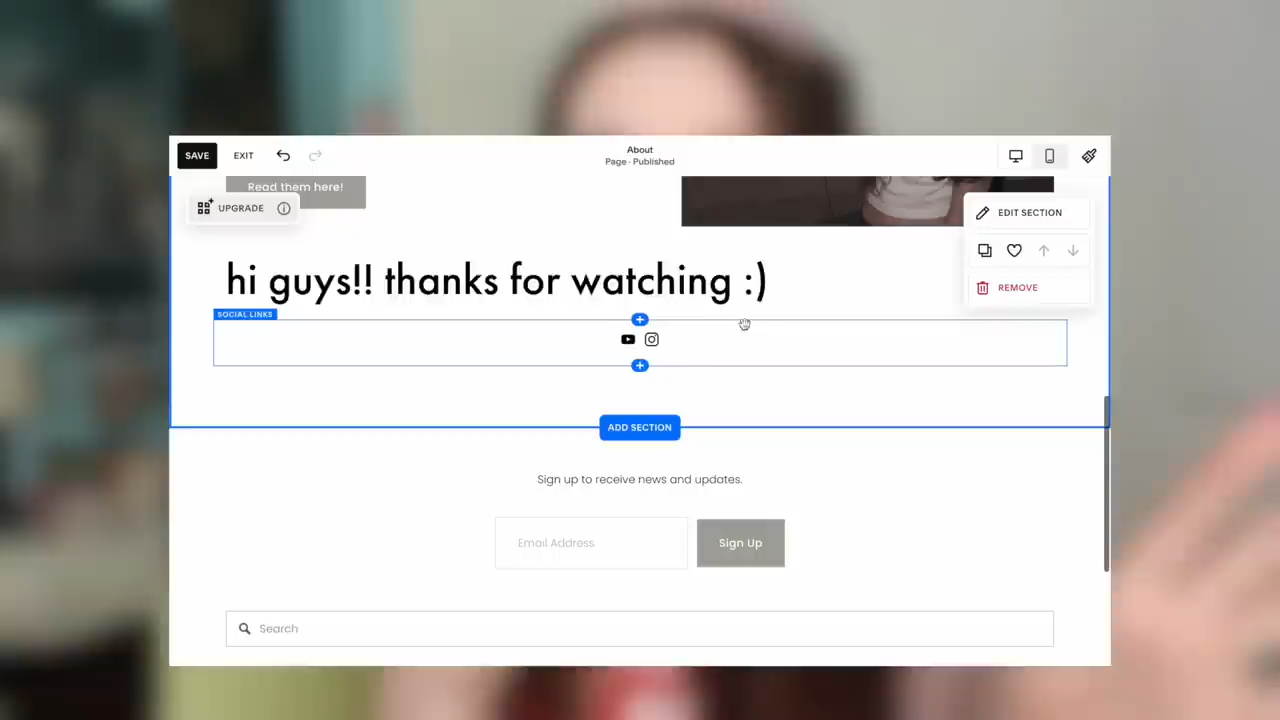 SAVE EXIT About
Page · Published
Read them here!
UPGRADE
EDIT SECTION
hi guys!! thanks for watching :)
REMOVE
SOCIAL LINKS
ADD SECTION
Sign up to receive news and updates.
Email Address Sign Up
Search